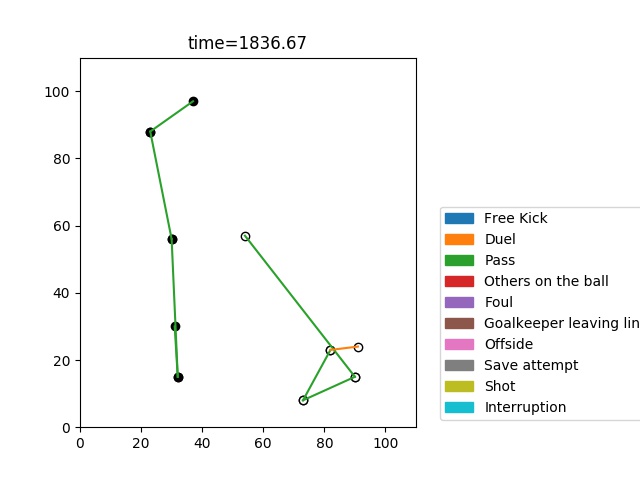 time=1836.67
100
80
60
40
20
0
0 20 40 60 80 100
Free Kick
Duel
Pass
Others on the ball
Foul
Goalkeeper leaving lin
Offside
Save attempt
Shot
Interruption